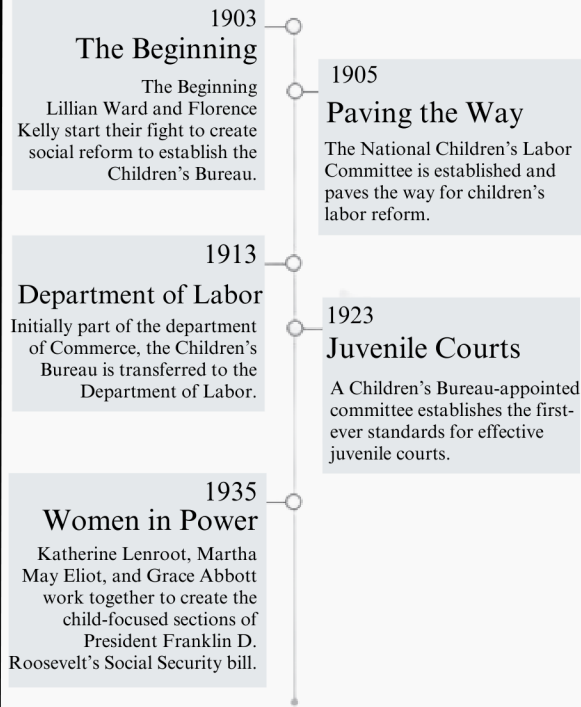 1903
The Beginning
The Beginning
Lillian Ward and Florence
Kelly start their fight to create
social reform to establish the
Children's Bureau.
1905
Paving the Way
The National Children's Labor
Committee is established and
paves the way for children's
labor reform.
1913
Department of Labor
Initially part of the department
of Commerce, the Children's
Bureau is transferred to the
Department of Labor.
1923
Juvenile Courts
A Children's Bureau-appointed
committee establishes the first-
ever standards for effective
juvenile courts.
1935
Women in Power
Katherine Lenroot, Martha
May Eliot, and Grace Abbott
work together to create the
child-focused sections of
President Franklin D.
Roosevelt's Social Security bill.